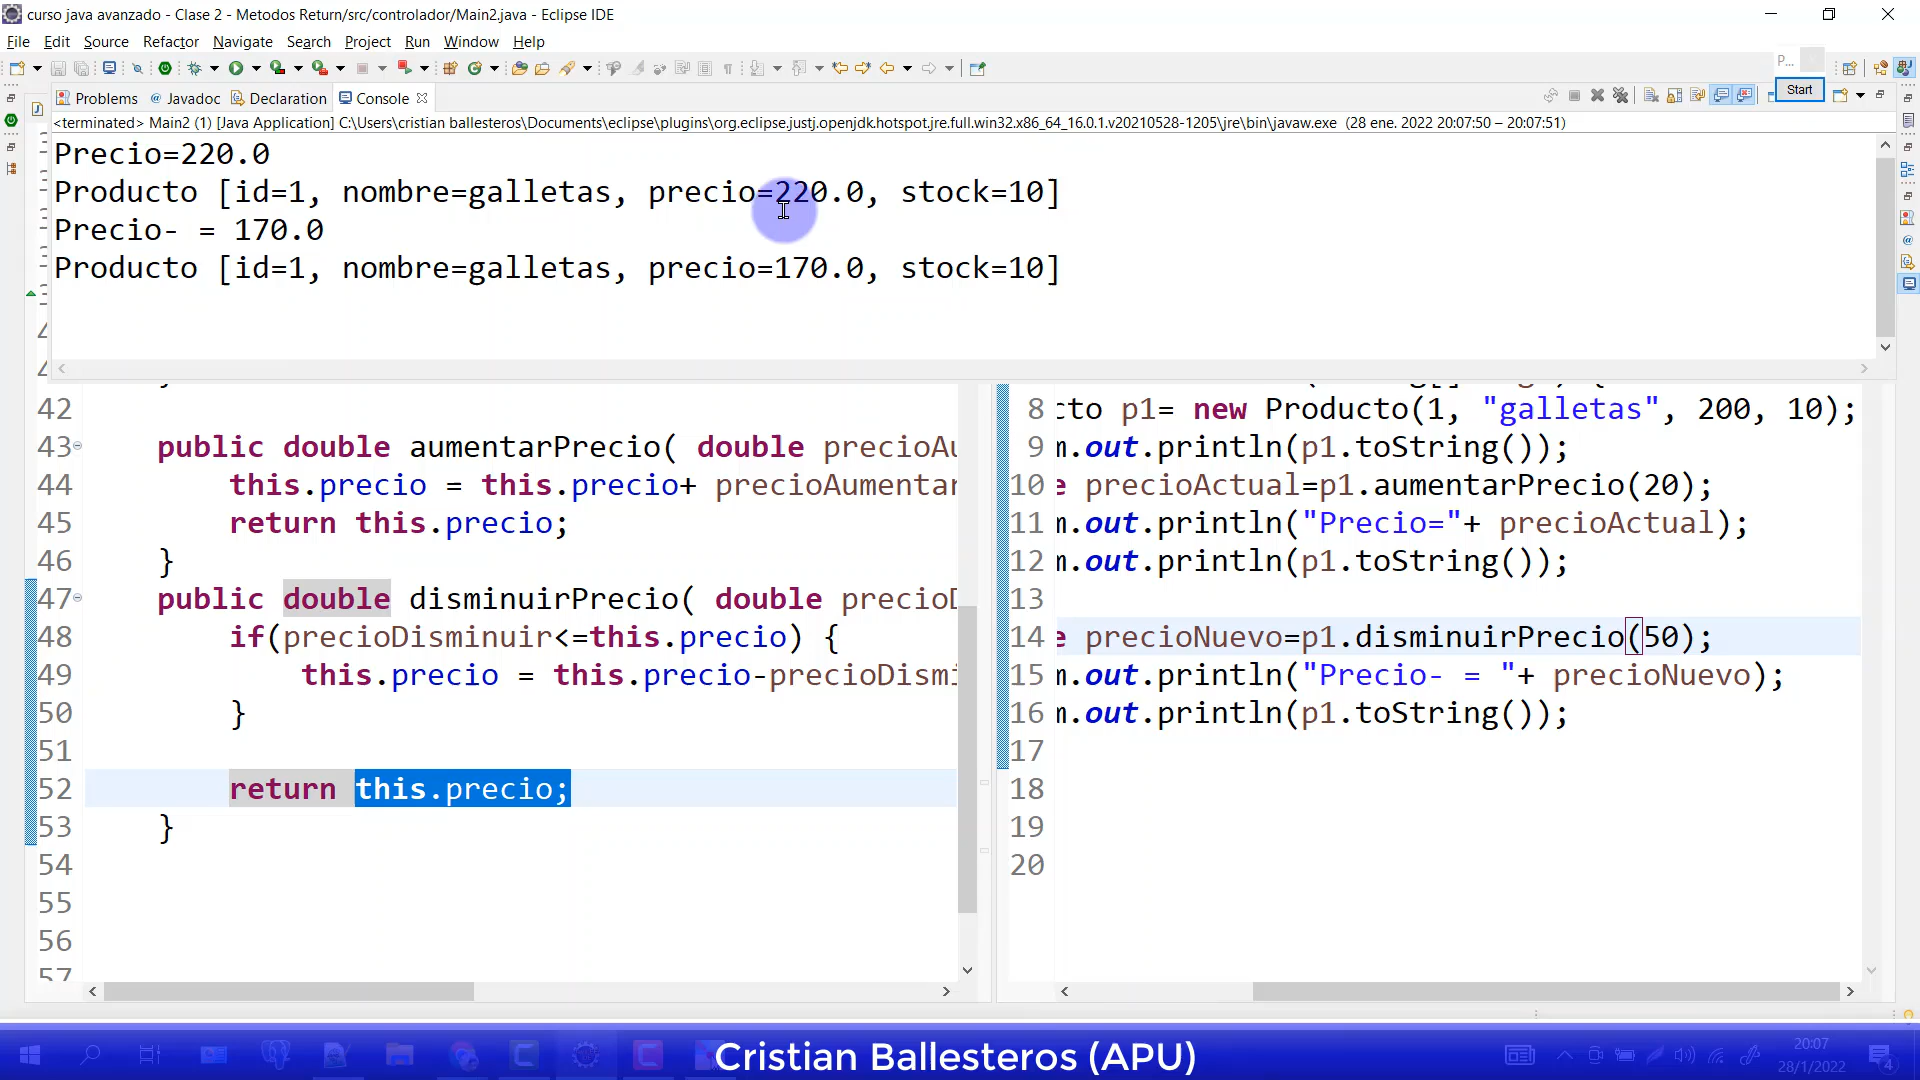 curso java avanzado - Clase 2 - Metodos Return/src/controlador/Main2.java - Eclipse IDE
File Edit Source Refactor Navigate Search Project Run Window Help
P...
Start
Problems @ Javadoc Declaration Console
<terminated> Main2 (1) [Java Application] C:\Users\cristian ballesteros\Documents\eclipse\plugins\org.eclipse.justj.openjdk.hotspot.jre.full.win32.x86_64_16.0.1.v20210528-1205\jre\bin\javaw.exe (28 ene. 2022 20:07:50 – 20:07:51)
Precio=220.0
Producto [id=1, nombre=galletas, precio=220.0, stock=10]
Precio- = 170.0
Producto [id=1, nombre=galletas, precio=170.0, stock=10]
42
43 public double aumentarPrecio( double precioAu
44 this.precio = this.precio+ precioAumentar
45 return this.precio;
46 }
47 public double disminuirPrecio( double precioD
48 if(precioDisminuir<=this.precio) {
49 this.precio = this.precio-precioDismi
50 }
51
52 return this.precio;
53 }
54
55
56
57
8 cto p1= new Producto(1, "galletas", 200, 10);
9 m.out.println(p1.toString());
10 e precioActual=p1.aumentarPrecio(20);
11 m.out.println("Precio="+ precioActual);
12 m.out.println(p1.toString());
13
14 e precioNuevo=p1.disminuirPrecio(50);
15 m.out.println("Precio- = "+ precioNuevo);
16 m.out.println(p1.toString());
17
18
19
20
Cristian Ballesteros (APU)
20:07
28/1/2022
4